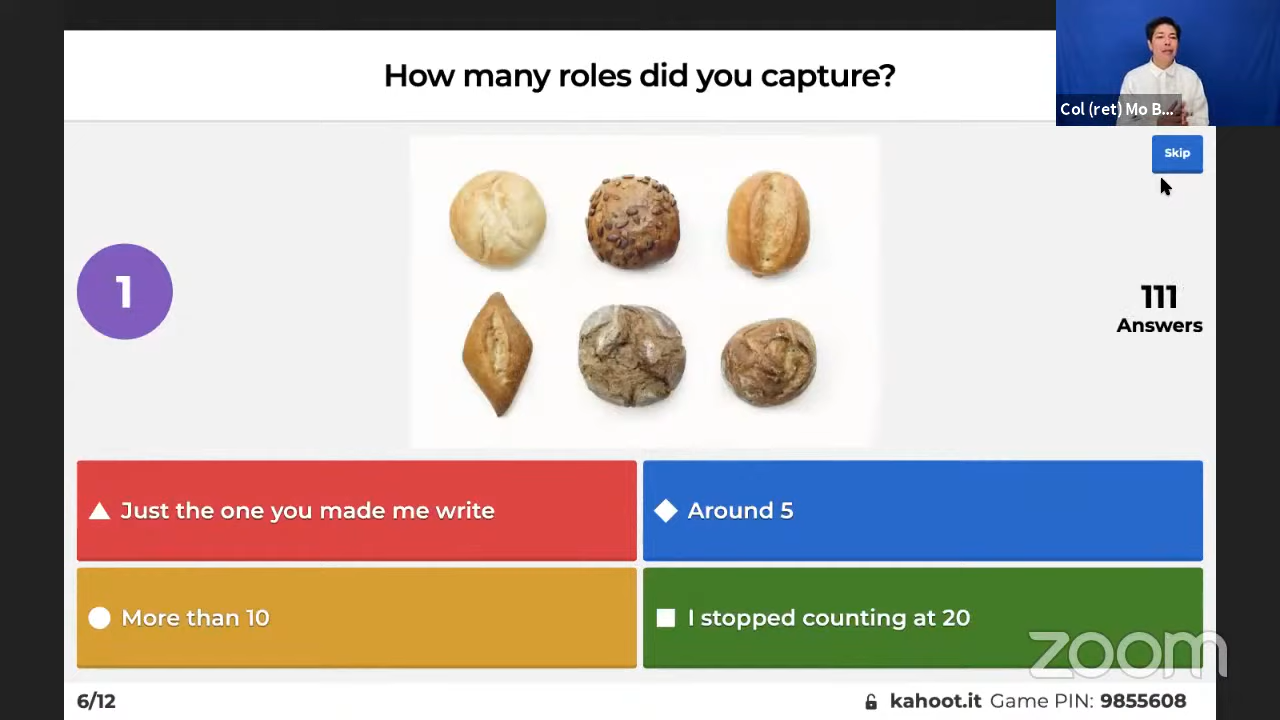 How many roles did you capture?
Col (ret) Mo B...
Skip
1
111
Answers
Just the one you made me write
Around 5
More than 10
I stopped counting at 20
zoom
6/12
kahoot.it Game PIN: 9855608